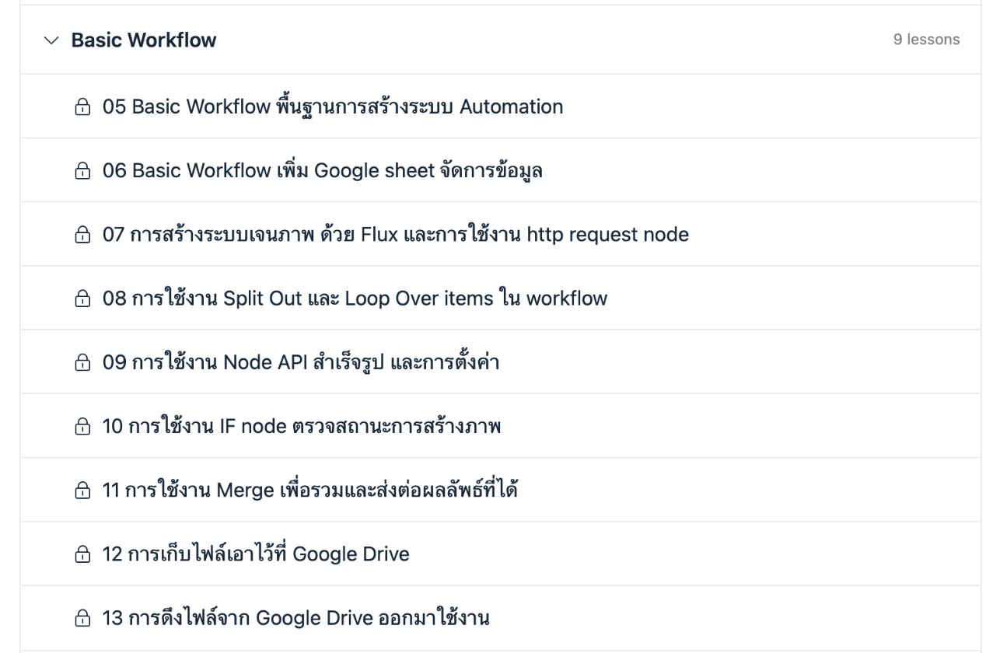 Basic Workflow
9 lessons
05 Basic Workflow พื้นฐานการสร้างระบบ Automation
06 Basic Workflow เพิ่ม Google sheet จัดการข้อมูล
07 การสร้างระบบเจนภาพ ด้วย Flux และการใช้งาน http request node
08 การใช้งาน Split Out และ Loop Over items ใน workflow
09 การใช้งาน Node API สำเร็จรูป และการตั้งค่า
10 การใช้งาน IF node ตรวจสถานะการสร้างภาพ
11 การใช้งาน Merge เพื่อรวมและส่งต่อผลลัพธ์ที่ได้
12 การเก็บไฟล์เอาไว้ที่ Google Drive
13 การดึงไฟล์จาก Google Drive ออกมาใช้งาน